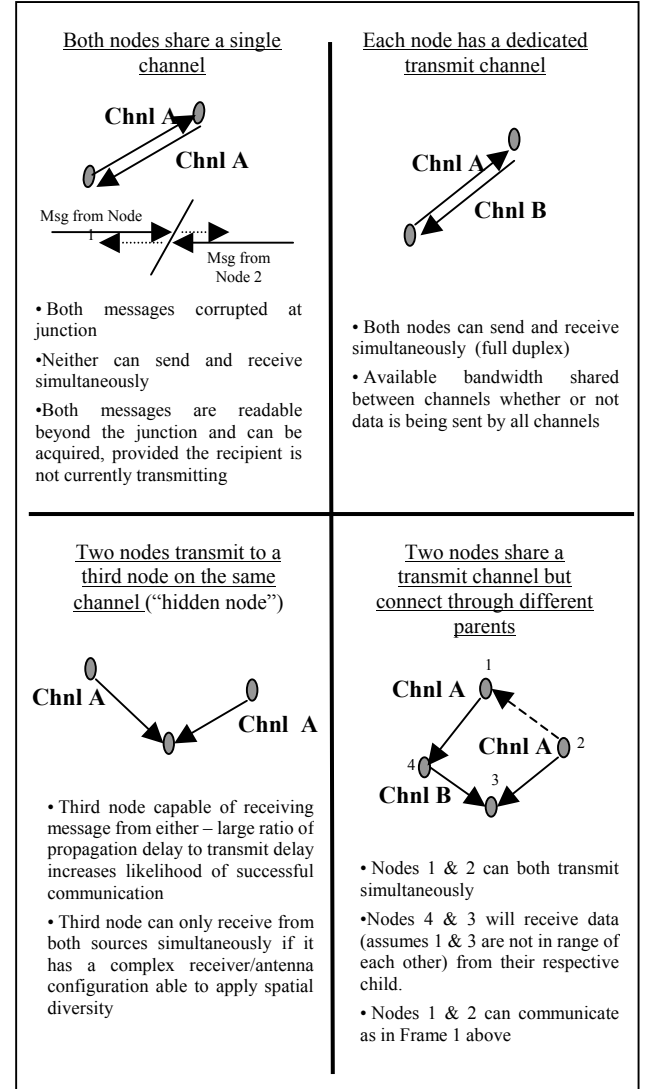 Both nodes share a single
channel
Chnl A
Chnl A
Msg from Node
1
Msg from
Node 2
• Both messages corrupted at
junction
•Neither can send and receive
simultaneously
•Both messages are readable
beyond the junction and can be
acquired, provided the recipient is
not currently transmitting
Each node has a dedicated
transmit channel
Chnl A
Chnl B
• Both nodes can send and receive
simultaneously (full duplex)
• Available bandwidth shared
between channels whether or not
data is being sent by all channels
Two nodes transmit to a
third node on the same
channel (“hidden node”)
Chnl A
Chnl A
• Third node capable of receiving
message from either – large ratio of
propagation delay to transmit delay
increases likelihood of successful
communication
• Third node can only receive from
both sources simultaneously if it
has a complex receiver/antenna
configuration able to apply spatial
diversity
Two nodes share a
transmit channel but
connect through different
parents
1
Chnl A
Chnl A 2
4
3
Chnl B
• Nodes 1 & 2 can both transmit
simultaneously
•Nodes 4 & 3 will receive data
(assumes 1 & 3 are not in range of
each other) from their respective
child.
• Nodes 1 & 2 can communicate
as in Frame 1 above